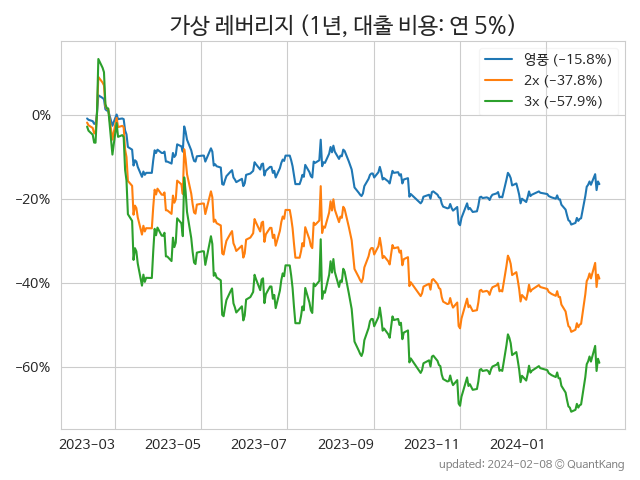 가상 레버리지 (1년, 대출 비용: 연 5%)
영풍 (−15.8%)
2x (−37.8%)
3x (−57.9%)
0%
−20%
−40%
−60%
2023-03 2023-05 2023-07 2023-09 2023-11 2024-01
updated: 2024-02-08 © QuantKang